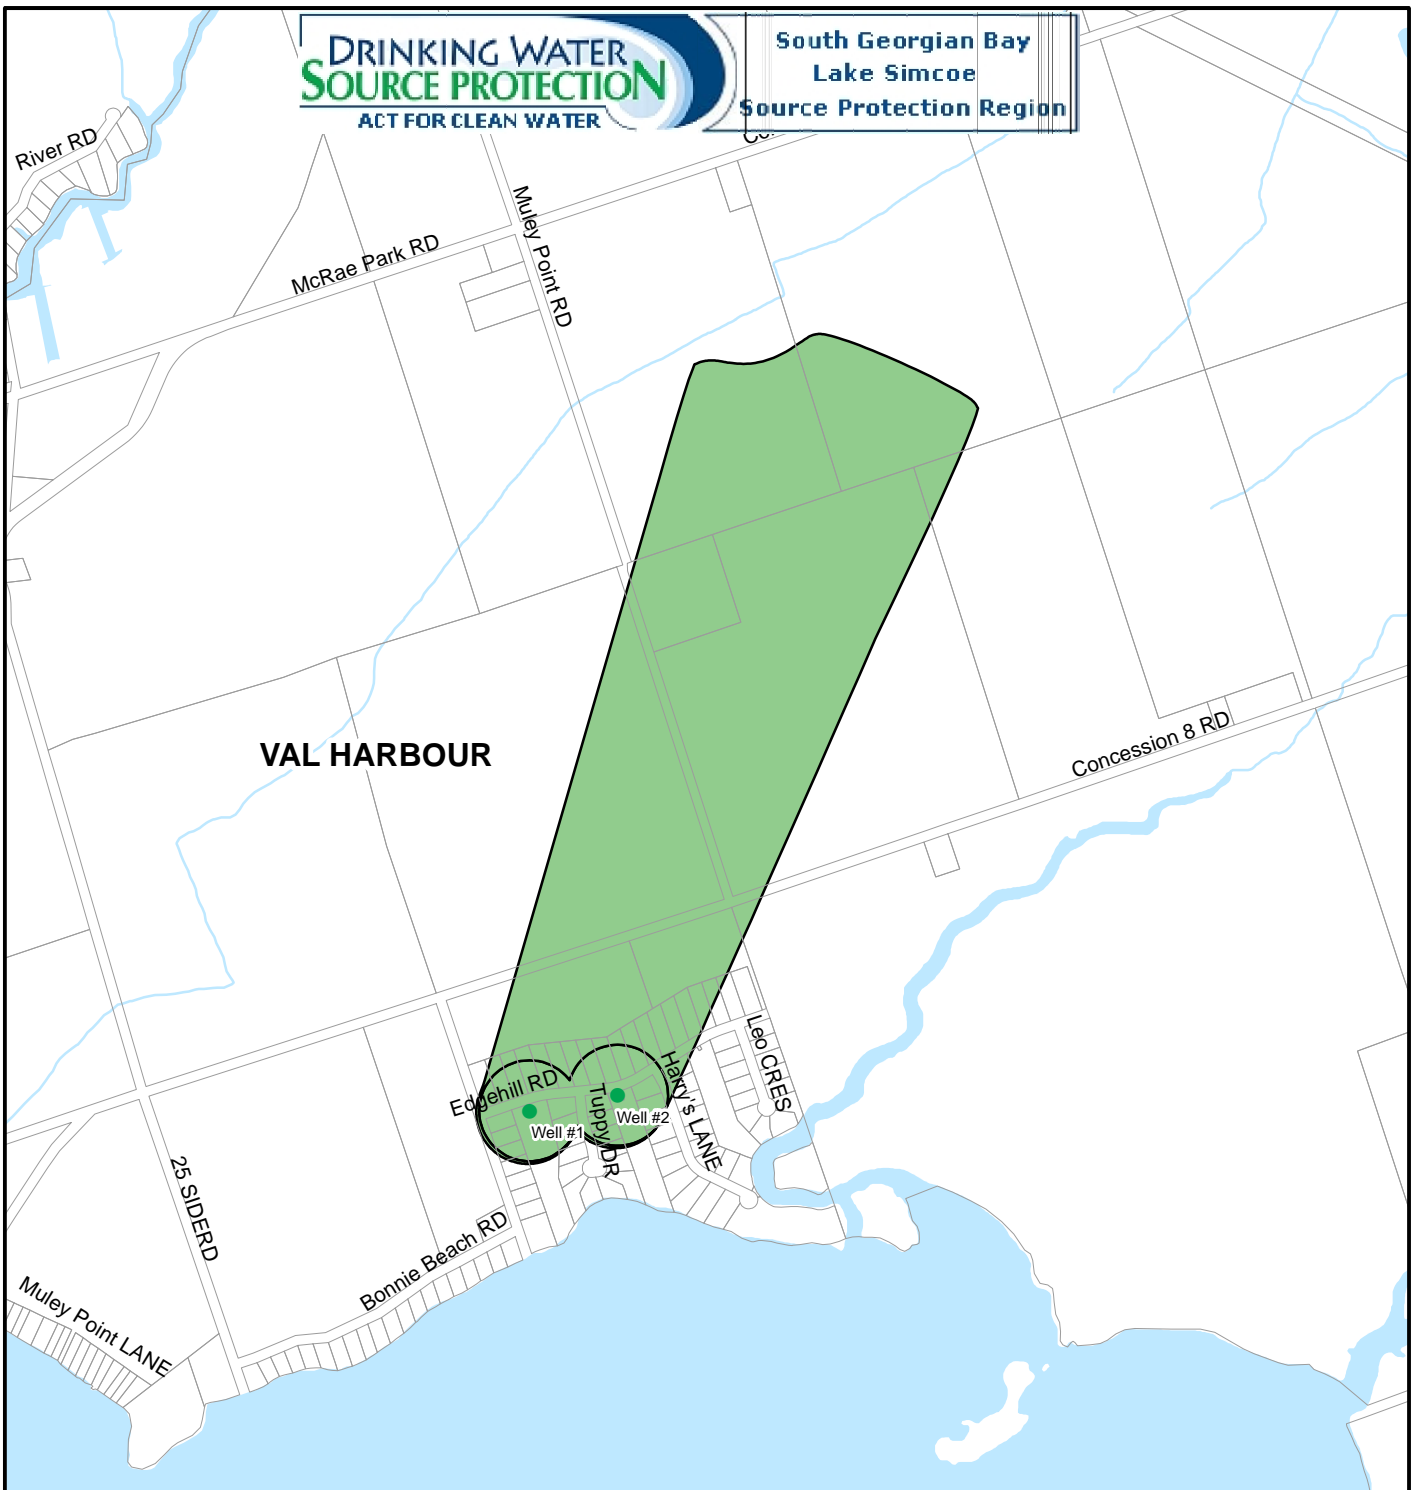 DRINKING WATER
SOURCE PROTECTION
ACT FOR CLEAN WATER
South Georgian Bay
Lake Simcoe
Source Protection Region
River RD
McRae Park RD
Muley Point RD
VAL HARBOUR
Concession 8 RD
Leo CRES
Harry's LANE
Edgehill RD
Tuppy DR
Well #1
Well #2
25 SIDERD
Bonnie Beach RD
Muley Point LANE